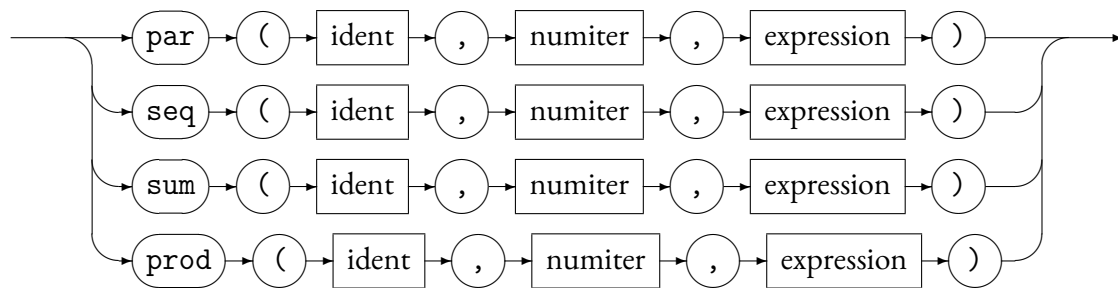 par ( ident , numiter , expression )
seq ( ident , numiter , expression )
sum ( ident , numiter , expression )
prod ( ident , numiter , expression )